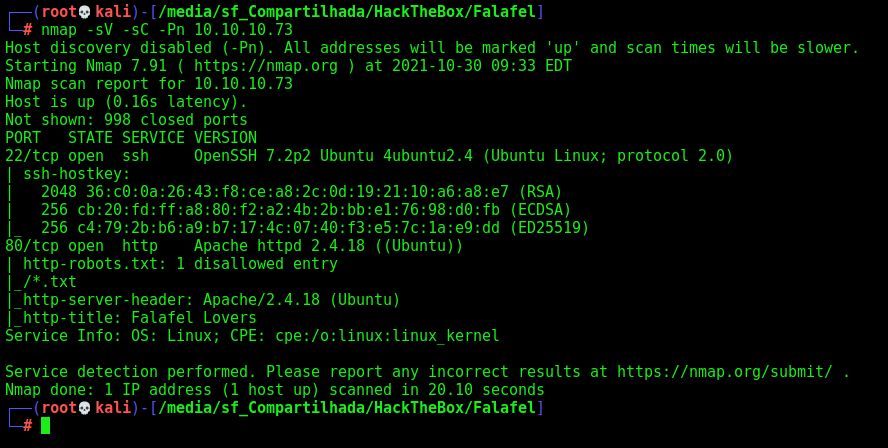 ┌──(root💀kali)-[/media/sf_Compartilhada/HackTheBox/Falafel]
└─# nmap -sV -sC -Pn 10.10.10.73
Host discovery disabled (-Pn). All addresses will be marked 'up' and scan times will be slower.
Starting Nmap 7.91 ( https://nmap.org ) at 2021-10-30 09:33 EDT
Nmap scan report for 10.10.10.73
Host is up (0.16s latency).
Not shown: 998 closed ports
PORT   STATE SERVICE VERSION
22/tcp open  ssh     OpenSSH 7.2p2 Ubuntu 4ubuntu2.4 (Ubuntu Linux; protocol 2.0)
| ssh-hostkey:
|   2048 36:c0:0a:26:43:f8:ce:a8:2c:0d:19:21:10:a6:a8:e7 (RSA)
|   256 cb:20:fd:ff:a8:80:f2:a2:4b:2b:bb:e1:76:98:d0:fb (ECDSA)
|_  256 c4:79:2b:b6:a9:b7:17:4c:07:40:f3:e5:7c:1a:e9:dd (ED25519)
80/tcp open  http    Apache httpd 2.4.18 ((Ubuntu))
| http-robots.txt: 1 disallowed entry
|_/*.txt
|_http-server-header: Apache/2.4.18 (Ubuntu)
|_http-title: Falafel Lovers
Service Info: OS: Linux; CPE: cpe:/o:linux:linux_kernel

Service detection performed. Please report any incorrect results at https://nmap.org/submit/ .
Nmap done: 1 IP address (1 host up) scanned in 20.10 seconds
┌──(root💀kali)-[/media/sf_Compartilhada/HackTheBox/Falafel]
└─#